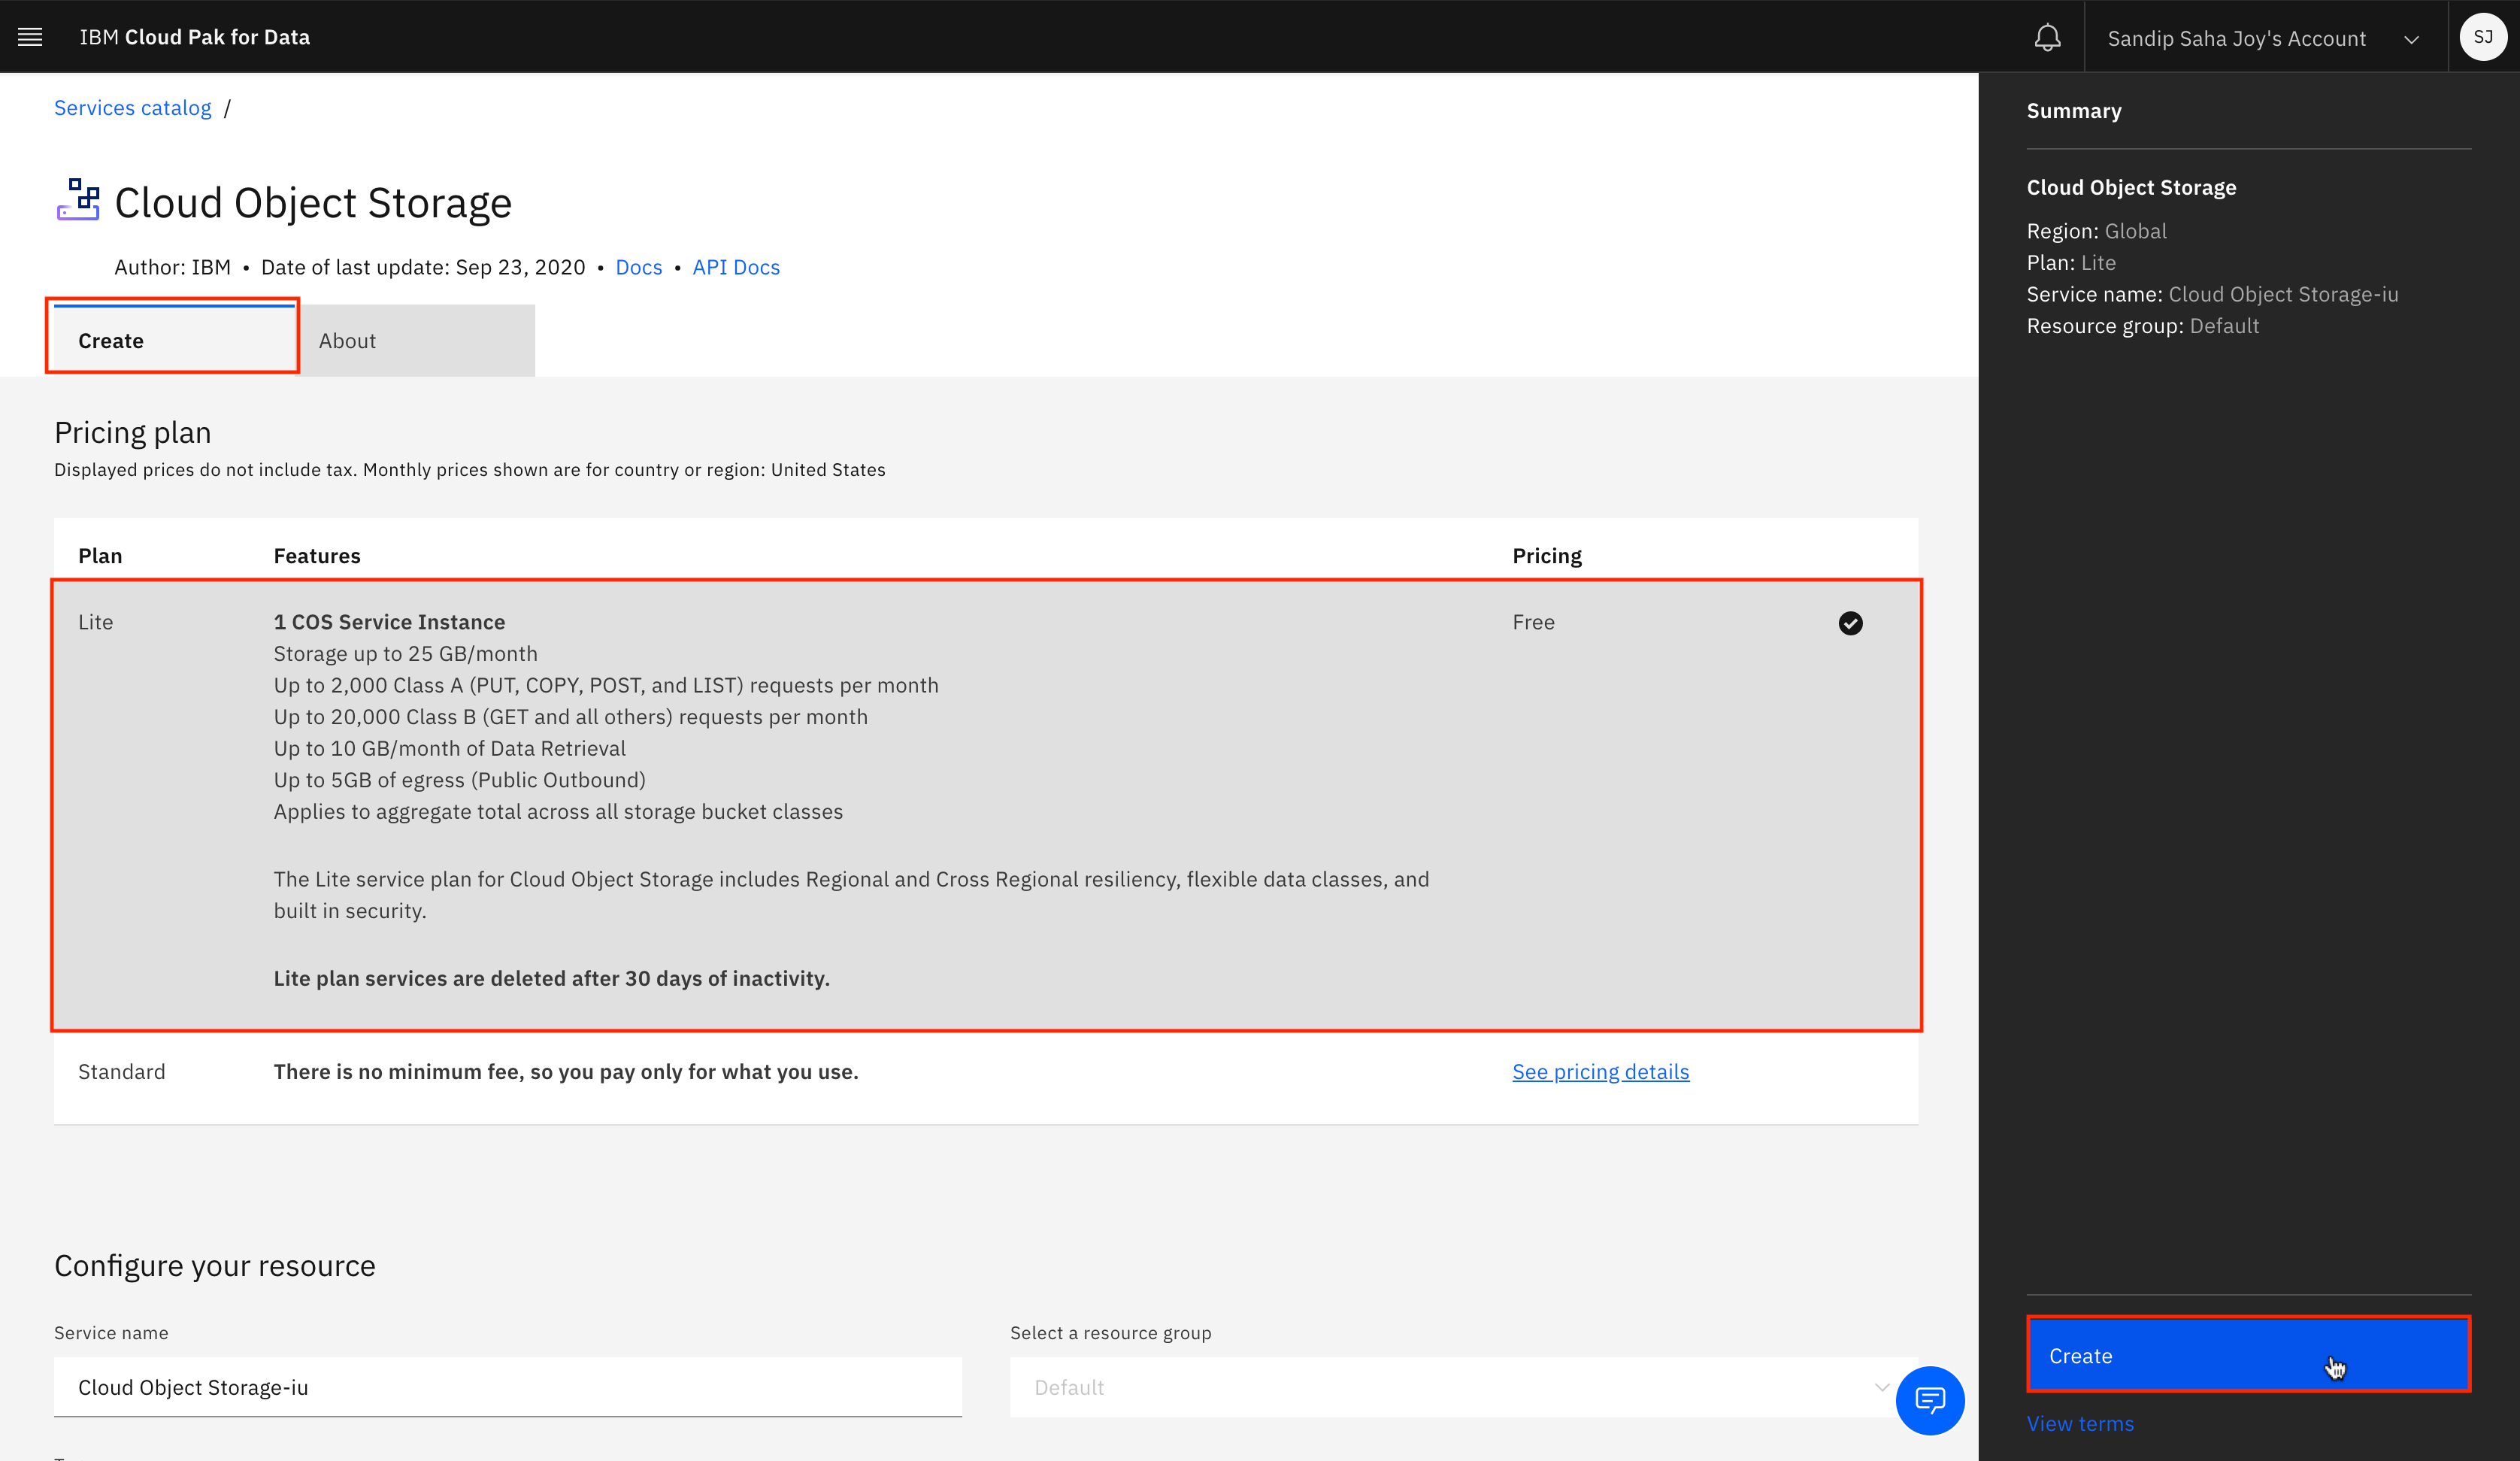 IBM Cloud Pak for Data
Sandip Saha Joy's Account
SJ
Services catalog /
Cloud Object Storage
Author: IBM • Date of last update: Sep 23, 2020 • Docs • API Docs
Create
About
Pricing plan
Displayed prices do not include tax. Monthly prices shown are for country or region: United States
Plan Features Pricing
Lite 1 COS Service Instance Free
Storage up to 25 GB/month
Up to 2,000 Class A (PUT, COPY, POST, and LIST) requests per month
Up to 20,000 Class B (GET and all others) requests per month
Up to 10 GB/month of Data Retrieval
Up to 5GB of egress (Public Outbound)
Applies to aggregate total across all storage bucket classes
The Lite service plan for Cloud Object Storage includes Regional and Cross Regional resiliency, flexible data classes, and
built in security.
Lite plan services are deleted after 30 days of inactivity.
Standard There is no minimum fee, so you pay only for what you use. See pricing details
Configure your resource
Service name
Cloud Object Storage-iu
Select a resource group
Default
Summary
Cloud Object Storage
Region: Global
Plan: Lite
Service name: Cloud Object Storage-iu
Resource group: Default
Create
View terms